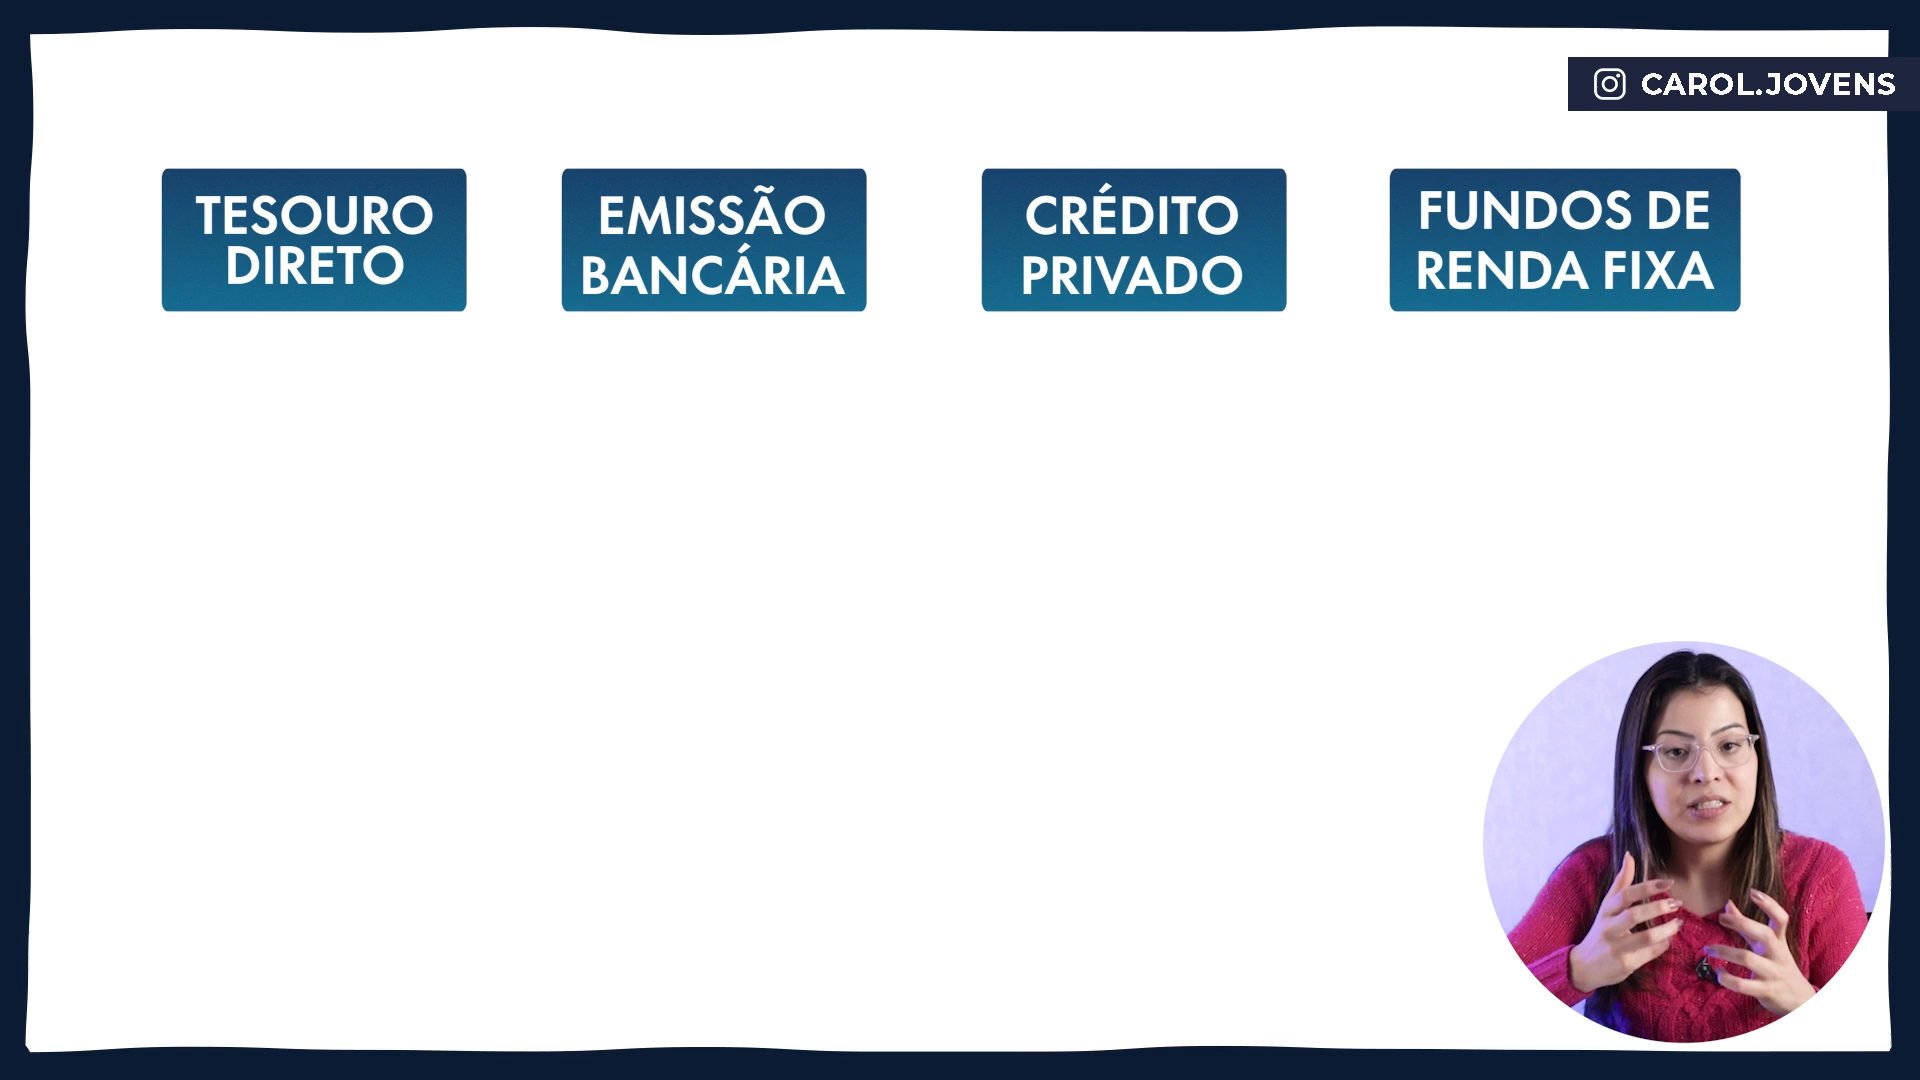 CAROL.JOVENS
TESOURO
DIRETO
EMISSÃO
BANCÁRIA
CRÉDITO
PRIVADO
FUNDOS DE
RENDA FIXA